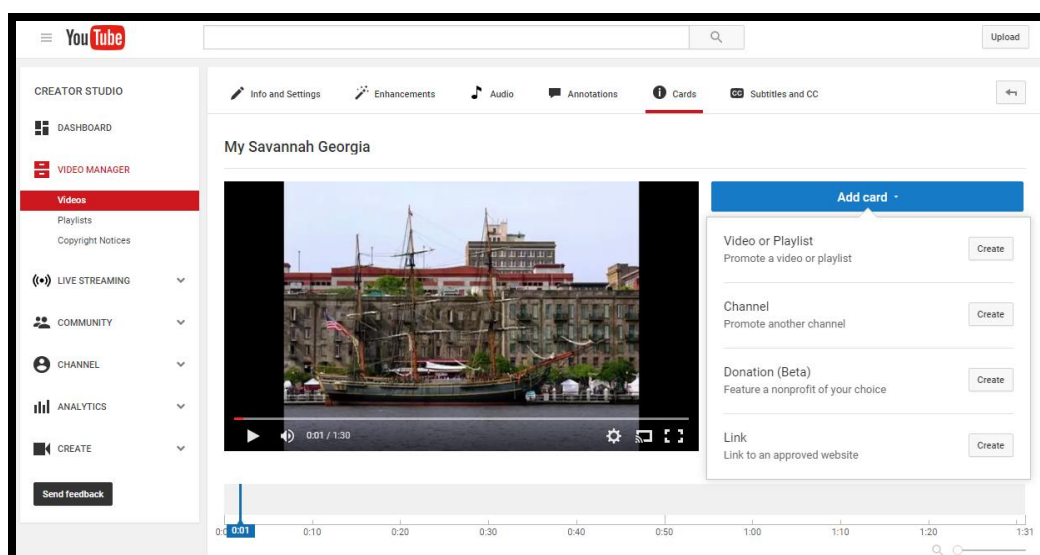 You Tube
Upload
CREATOR STUDIO
DASHBOARD
VIDEO MANAGER
Videos
Playlists
Copyright Notices
LIVE STREAMING
COMMUNITY
CHANNEL
ANALYTICS
CREATE
Send feedback
Info and Settings
Enhancements
Audio
Annotations
Cards
CC Subtitles and CC
My Savannah Georgia
0:01 / 1:30
Add card
Video or Playlist
Promote a video or playlist
Create
Channel
Promote another channel
Create
Donation (Beta)
Feature a nonprofit of your choice
Create
Link
Link to an approved website
Create
0:01 0:10 0:20 0:30 0:40 0:50 1:00 1:10 1:20 1:31